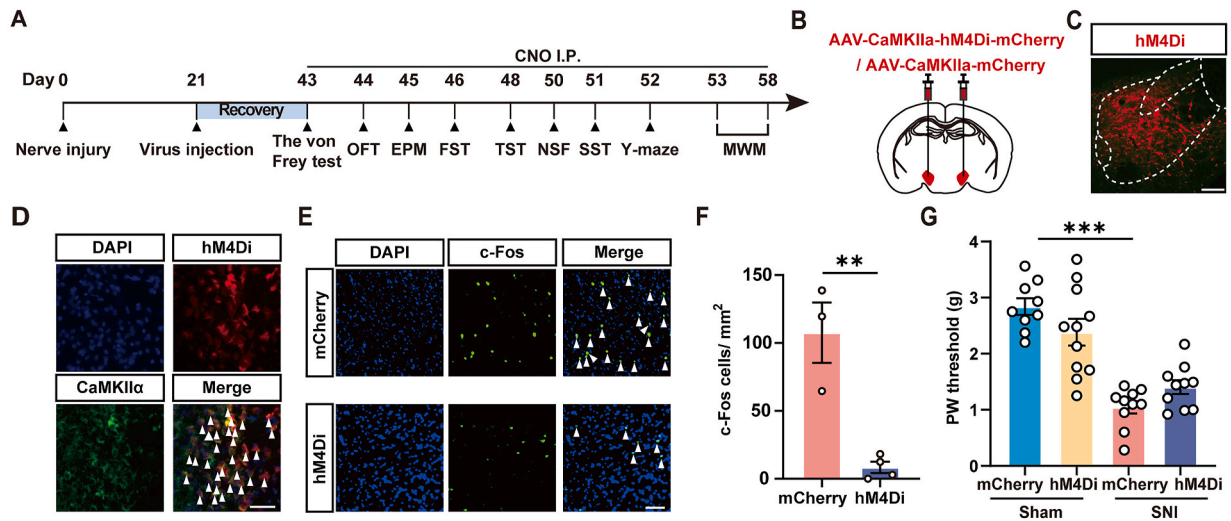 A
CNO I.P.
Day 0 21 43 44 45 46 48 50 51 52 53 58
Recovery
Nerve injury Virus injection The von Frey test OFT EPM FST TST NSF SST Y-maze MWM
B
AAV-CaMKIIa-hM4Di-mCherry
/ AAV-CaMKIIa-mCherry
C
hM4Di
D
DAPI hM4Di
CaMKIIα Merge
E
DAPI c-Fos Merge
mCherry
hM4Di
F
**
c-Fos cells/ mm²
150
100
50
0
mCherry hM4Di
G
***
PW threshold (g)
4
3
2
1
0
mCherry hM4Di mCherry hM4Di
Sham SNI